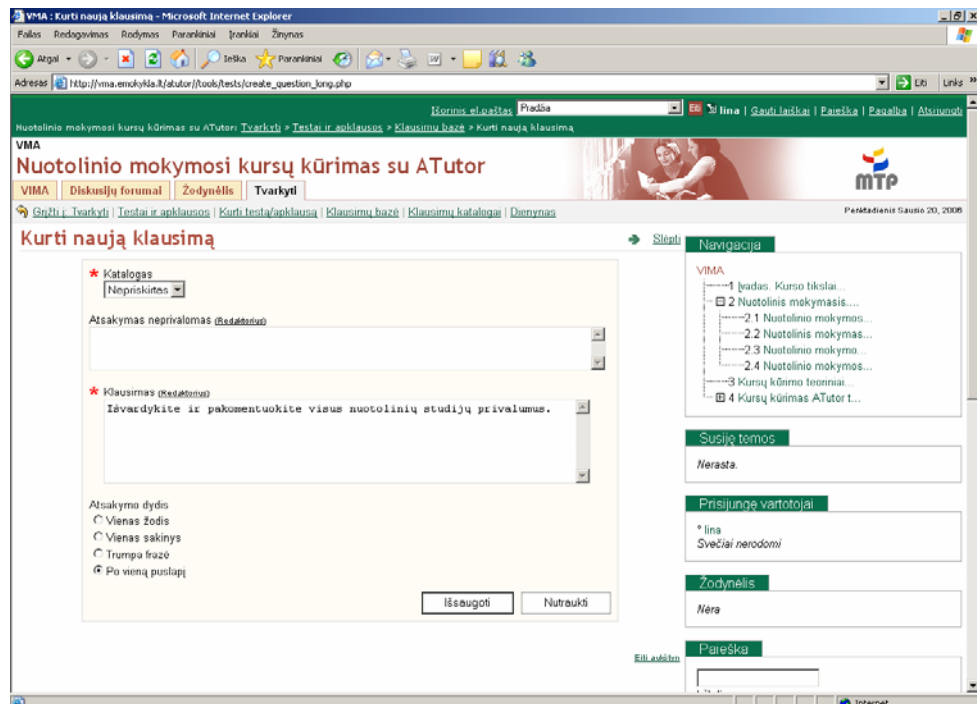 VMA : Kurti naują klausimą - Microsoft Internet Explorer
Failas Redagavimas Rodymas Parankiniai Įrankiai Žinynas
Atgal Ieška Parankiniai
Adresas http://vma.emokykla.lt/atutor//tools/tests/create_question_long.php Eiti Links
Išorinis el.paštas Pradžia Eiti lina | Gauti laiškai | Paieška | Pagalba | Atsijungti
Nuotolinio mokymosi kursų kūrimas su ATutor: Tvarkyti > Testai ir apklausos > Klausimų bazė > Kurti naują klausimą
VMA
Nuotolinio mokymosi kursų kūrimas su ATutor
MTP
VIMA Diskusijų forumai Žodynėlis Tvarkyti
Grįžti į: Tvarkyti | Testai ir apklausos | Kurti testą/apklausą | Klausimų bazė | Klausimų katalogai | Dienynas
Penktadienis Sausio 20, 2006
Kurti naują klausimą
Slėpti
Katalogas
Nepriskirtas
Atsakymas neprivalomas (Redaktorius)
Klausimas (Redaktorius)
Išvardykite ir pakomentuokite visus nuotolinių studijų privalumus.
Atsakymo dydis
Vienas žodis
Vienas sakinys
Trumpa frazė
Po vieną puslapį
Išsaugoti Nutraukti
Eiti aukštyn
Navigacija
VIMA
1 Įvadas. Kurso tikslai...
2 Nuotolinis mokymasis....
2.1 Nuotolinio mokymos...
2.2 Nuotolinis mokymas...
2.3 Nuotolinio mokymo...
2.4 Nuotolinio mokymos...
3 Kursų kūrimo teoriniai...
4 Kursų kūrimas ATutor t...
Susiję temos
Nerasta.
Prisijungę vartotojai
° lina
Svečiai nerodomi
Žodynėlis
Nėra
Paieška
Internet